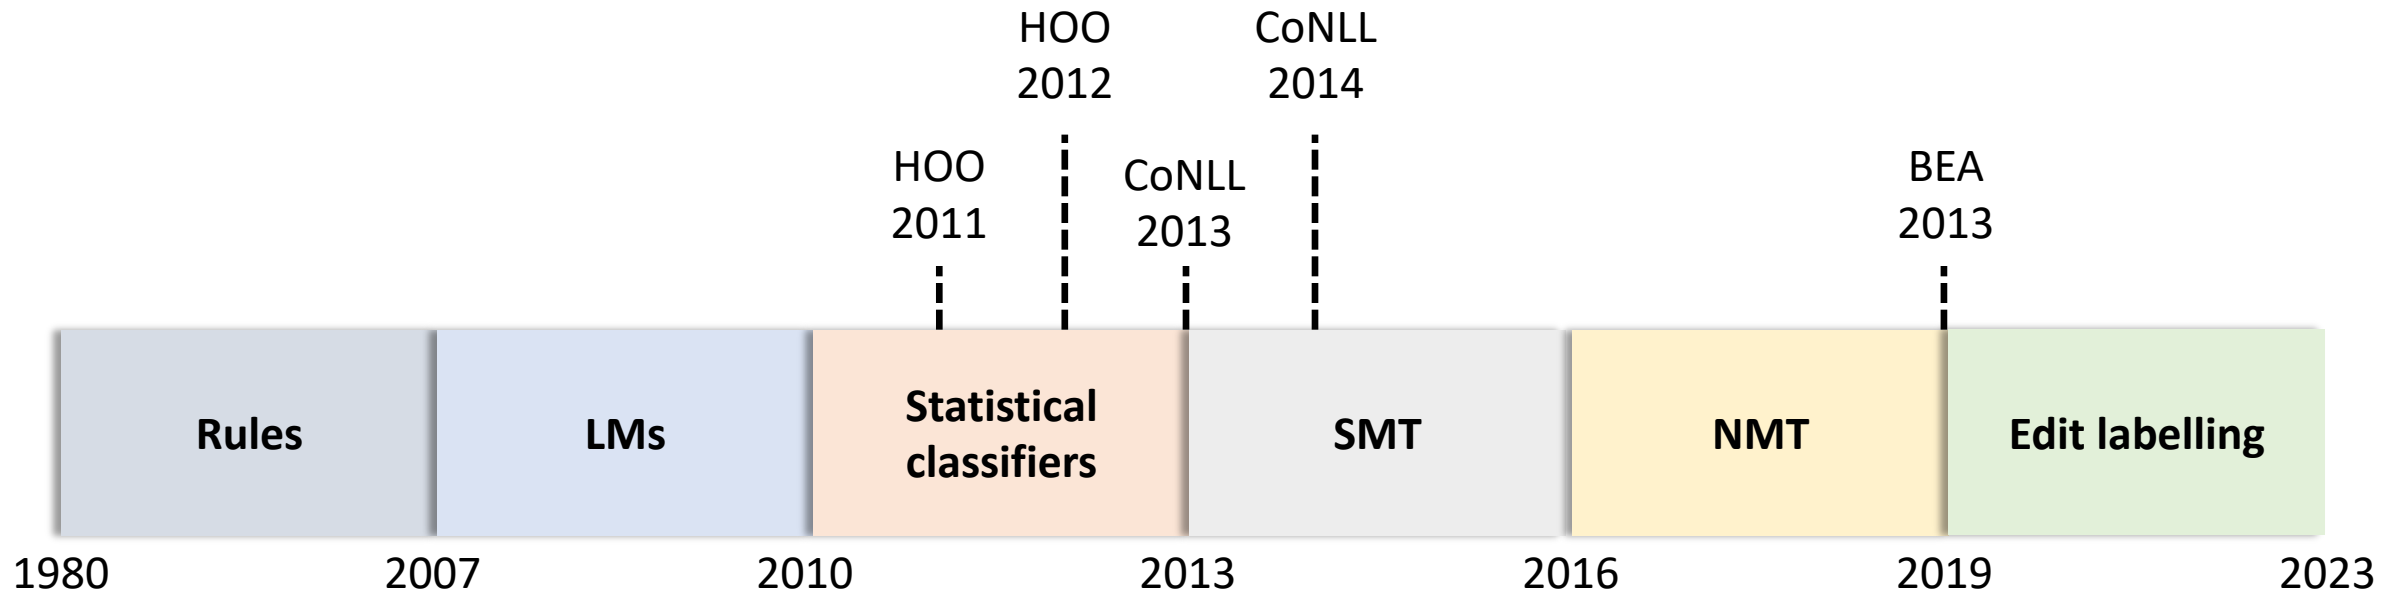 HOO
2012
CoNLL
2014
HOO
2011
CoNLL
2013
BEA
2013
Rules
LMs
Statistical
classifiers
SMT
NMT
Edit labelling
1980
2007
2010
2013
2016
2019
2023